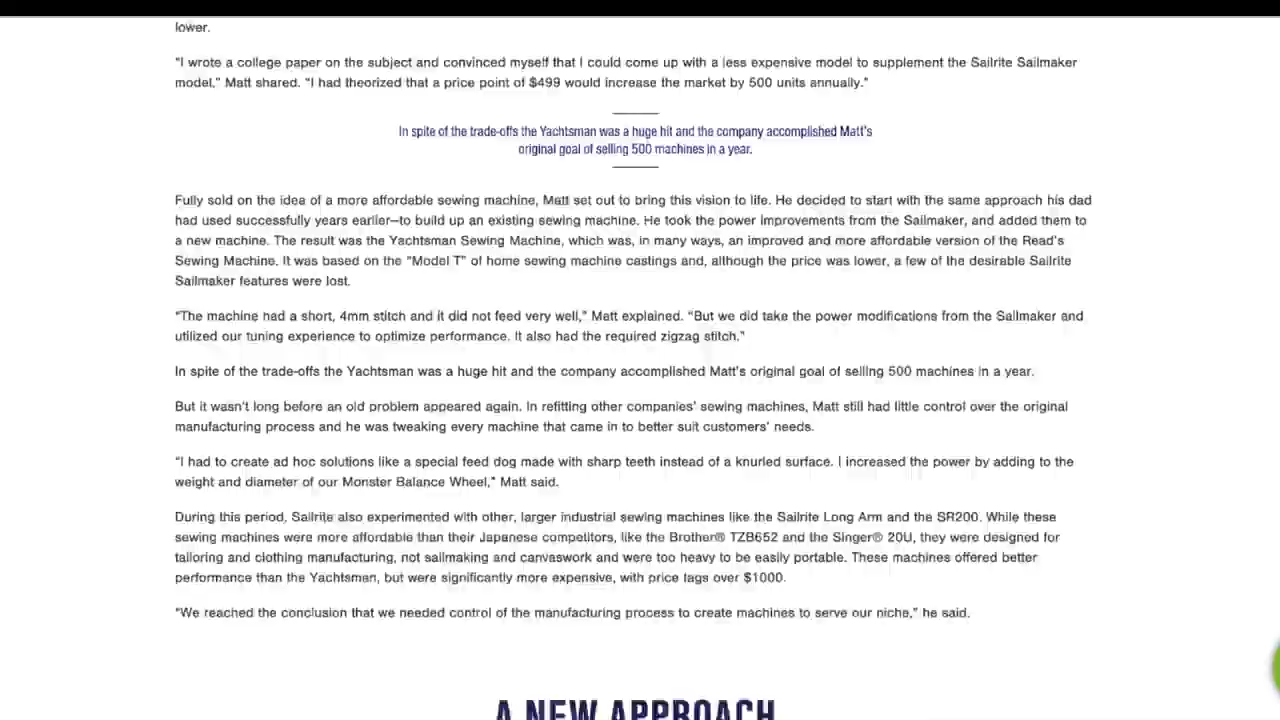 lower.
“I wrote a college paper on the subject and convinced myself that I could come up with a less expensive model to supplement the Sailrite Sailmaker
model,” Matt shared. “I had theorized that a price point of $499 would increase the market by 500 units annually.”
In spite of the trade-offs the Yachtsman was a huge hit and the company accomplished Matt’s
original goal of selling 500 machines in a year.
Fully sold on the idea of a more affordable sewing machine, Matt set out to bring this vision to life. He decided to start with the same approach his dad
had used successfully years earlier—to build up an existing sewing machine. He took the power improvements from the Sailmaker, and added them to
a new machine. The result was the Yachtsman Sewing Machine, which was, in many ways, an improved and more affordable version of the Read’s
Sewing Machine. It was based on the “Model T” of home sewing machine castings and, although the price was lower, a few of the desirable Sailrite
Sailmaker features were lost.
“The machine had a short, 4mm stitch and it did not feed very well,” Matt explained. “But we did take the power modifications from the Sailmaker and
utilized our tuning experience to optimize performance. It also had the required zigzag stitch.”
In spite of the trade-offs the Yachtsman was a huge hit and the company accomplished Matt’s original goal of selling 500 machines in a year.
But it wasn’t long before an old problem appeared again. In refitting other companies’ sewing machines, Matt still had little control over the original
manufacturing process and he was tweaking every machine that came in to better suit customers’ needs.
“I had to create ad hoc solutions like a special feed dog made with sharp teeth instead of a knurled surface. I increased the power by adding to the
weight and diameter of our Monster Balance Wheel,” Matt said.
During this period, Sailrite also experimented with other, larger industrial sewing machines like the Sailrite Long Arm and the SR200. While these
sewing machines were more affordable than their Japanese competitors, like the Brother® TZB652 and the Singer® 20U, they were designed for
tailoring and clothing manufacturing, not sailmaking and canvaswork and were too heavy to be easily portable. These machines offered better
performance than the Yachtsman, but were significantly more expensive, with price tags over $1000.
“We reached the conclusion that we needed control of the manufacturing process to create machines to serve our niche,” he said.
A NEW APPROACH